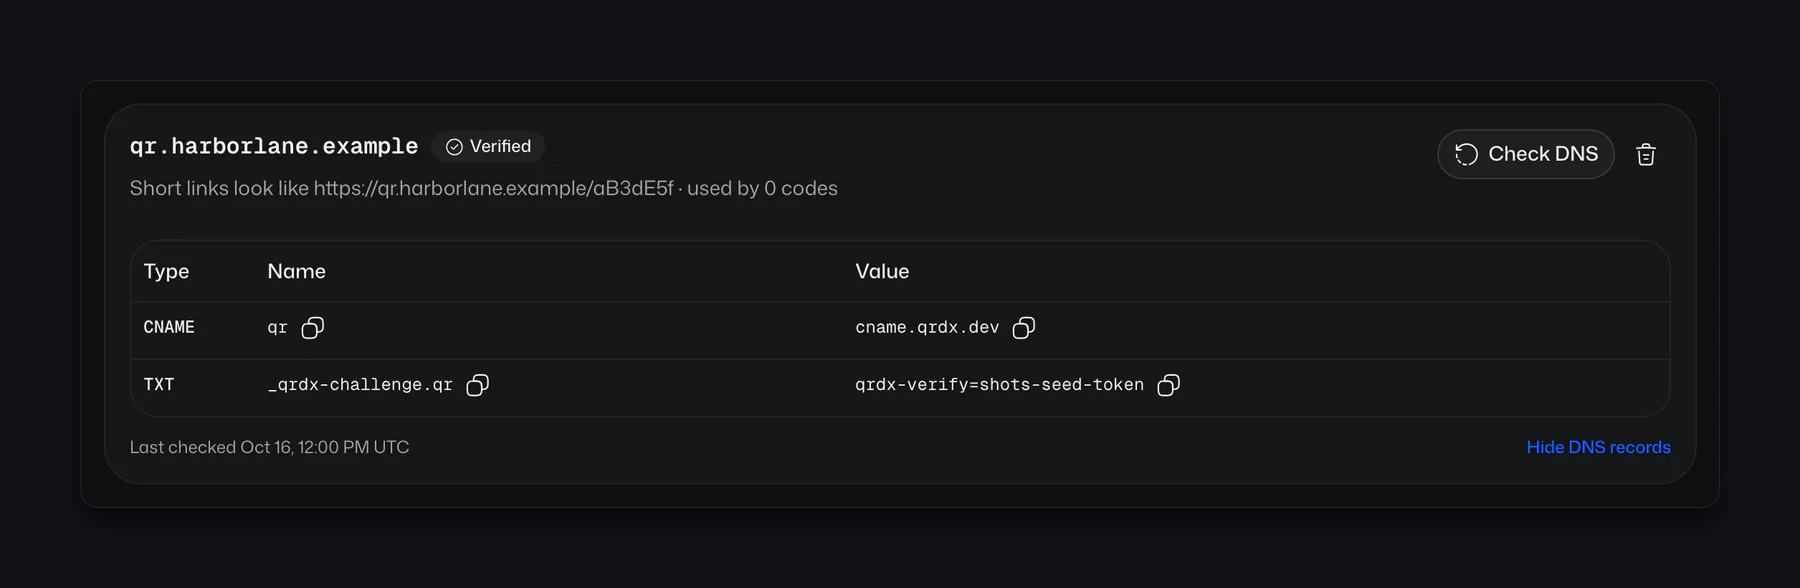 qr.harborlane.example Verified Check DNS
Short links look like https://qr.harborlane.example/aB3dE5f · used by 0 codes
Type Name Value
CNAME qr cname.qrdx.dev
TXT _qrdx-challenge.qr qrdx-verify=shots-seed-token
Last checked Oct 16, 12:00 PM UTC Hide DNS records